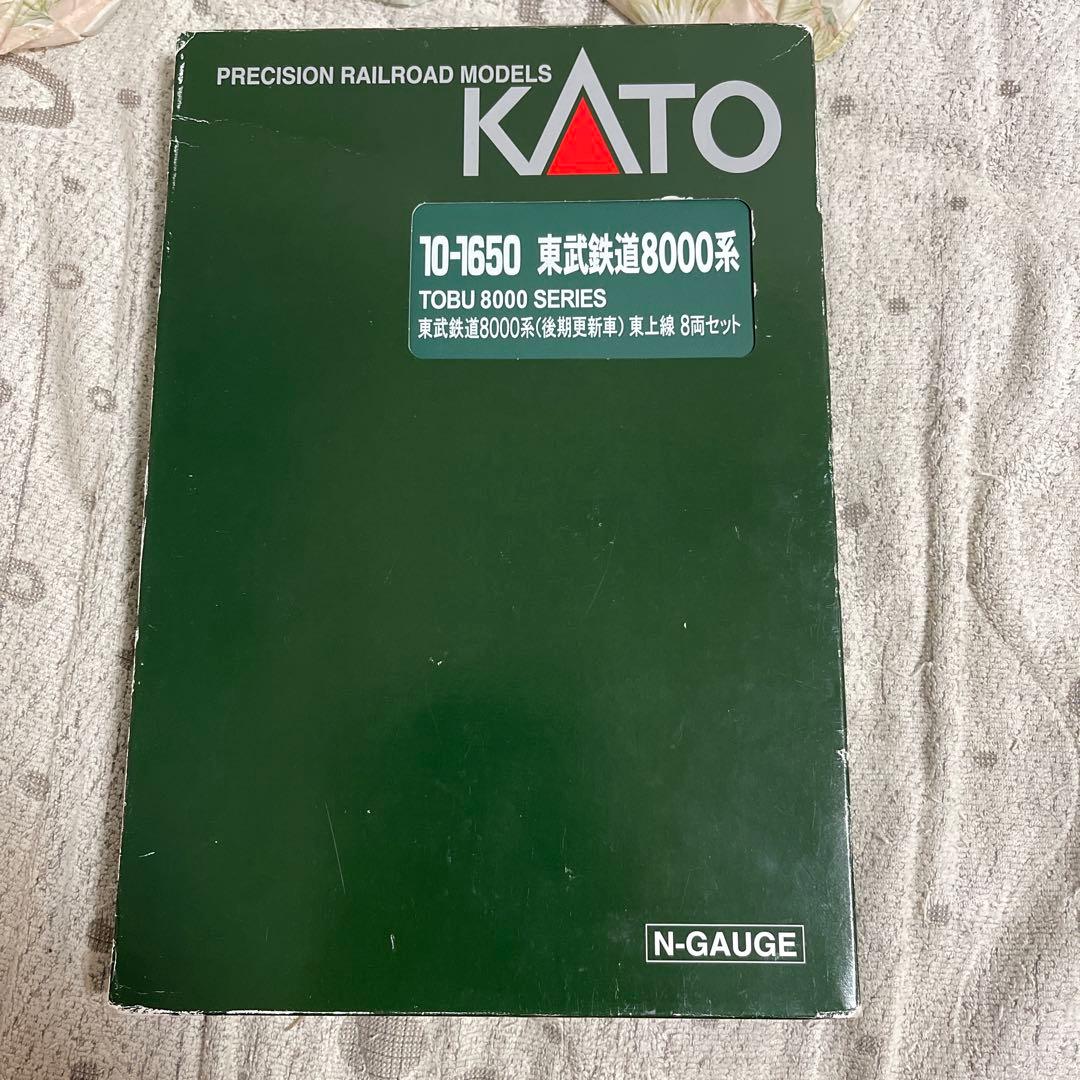 PRECISION RAILROAD MODELS
KATO
10-1650 東武鉄道8000系
TOBU 8000 SERIES
東武鉄道8000系(後期更新車) 東上線 8両セット
N-GAUGE